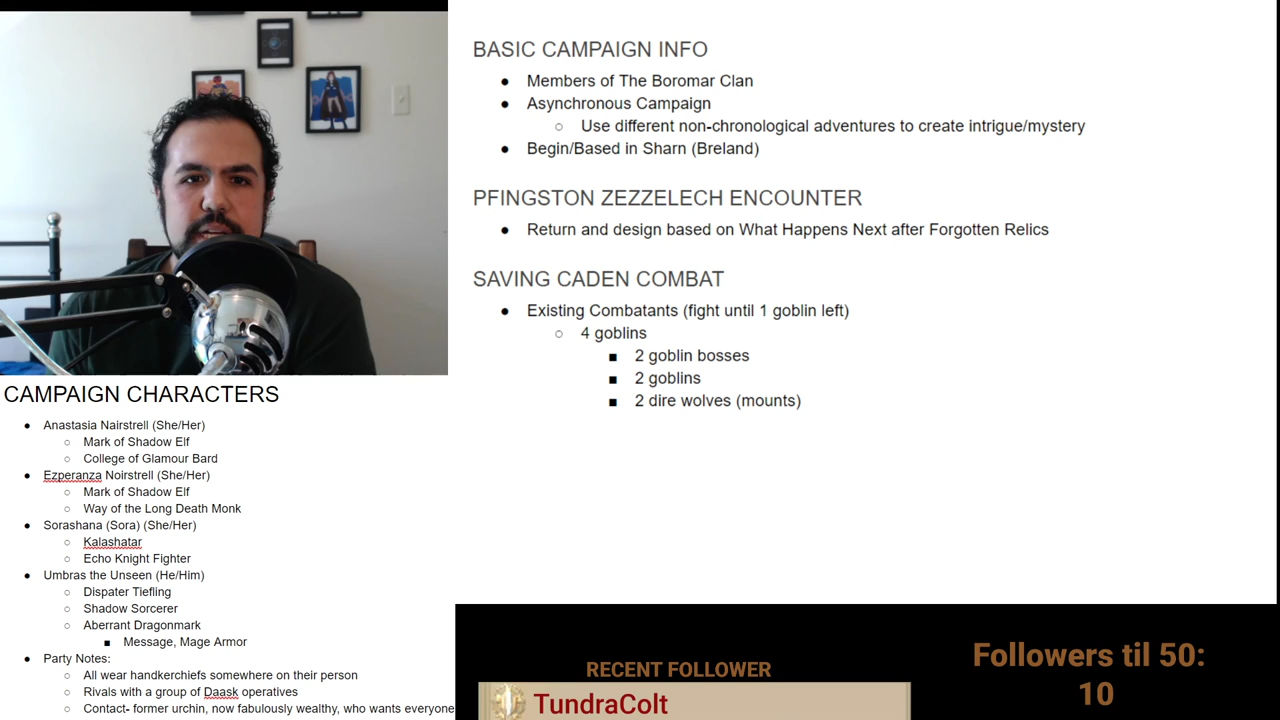 BASIC CAMPAIGN INFO
● Members of The Boromar Clan
● Asynchronous Campaign
○ Use different non-chronological adventures to create intrigue/mystery
● Begin/Based in Sharn (Breland)
PFINGSTON ZEZZELECH ENCOUNTER
● Return and design based on What Happens Next after Forgotten Relics
SAVING CADEN COMBAT
● Existing Combatants (fight until 1 goblin left)
○ 4 goblins
■ 2 goblin bosses
■ 2 goblins
■ 2 dire wolves (mounts)
CAMPAIGN CHARACTERS
● Anastasia Nairstrell (She/Her)
○ Mark of Shadow Elf
○ College of Glamour Bard
● Ezperanza Noirstrell (She/Her)
○ Mark of Shadow Elf
○ Way of the Long Death Monk
● Sorashana (Sora) (She/Her)
○ Kalashatar
○ Echo Knight Fighter
● Umbras the Unseen (He/Him)
○ Dispater Tiefling
○ Shadow Sorcerer
○ Aberrant Dragonmark
■ Message, Mage Armor
● Party Notes:
○ All wear handkerchiefs somewhere on their person
○ Rivals with a group of Daask operatives
○ Contact- former urchin, now fabulously wealthy, who wants everyone
RECENT FOLLOWER
TundraColt
Followers til 50:
10